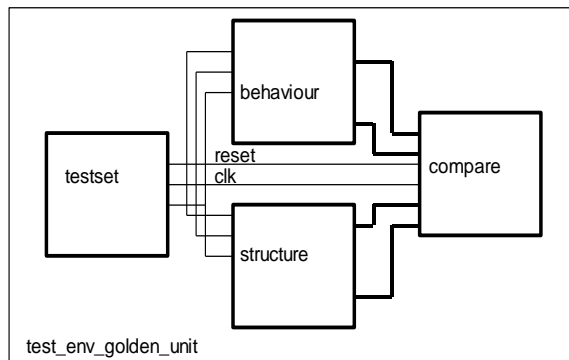 behaviour
reset
testset
compare
clk
structure
test_env_golden_unit